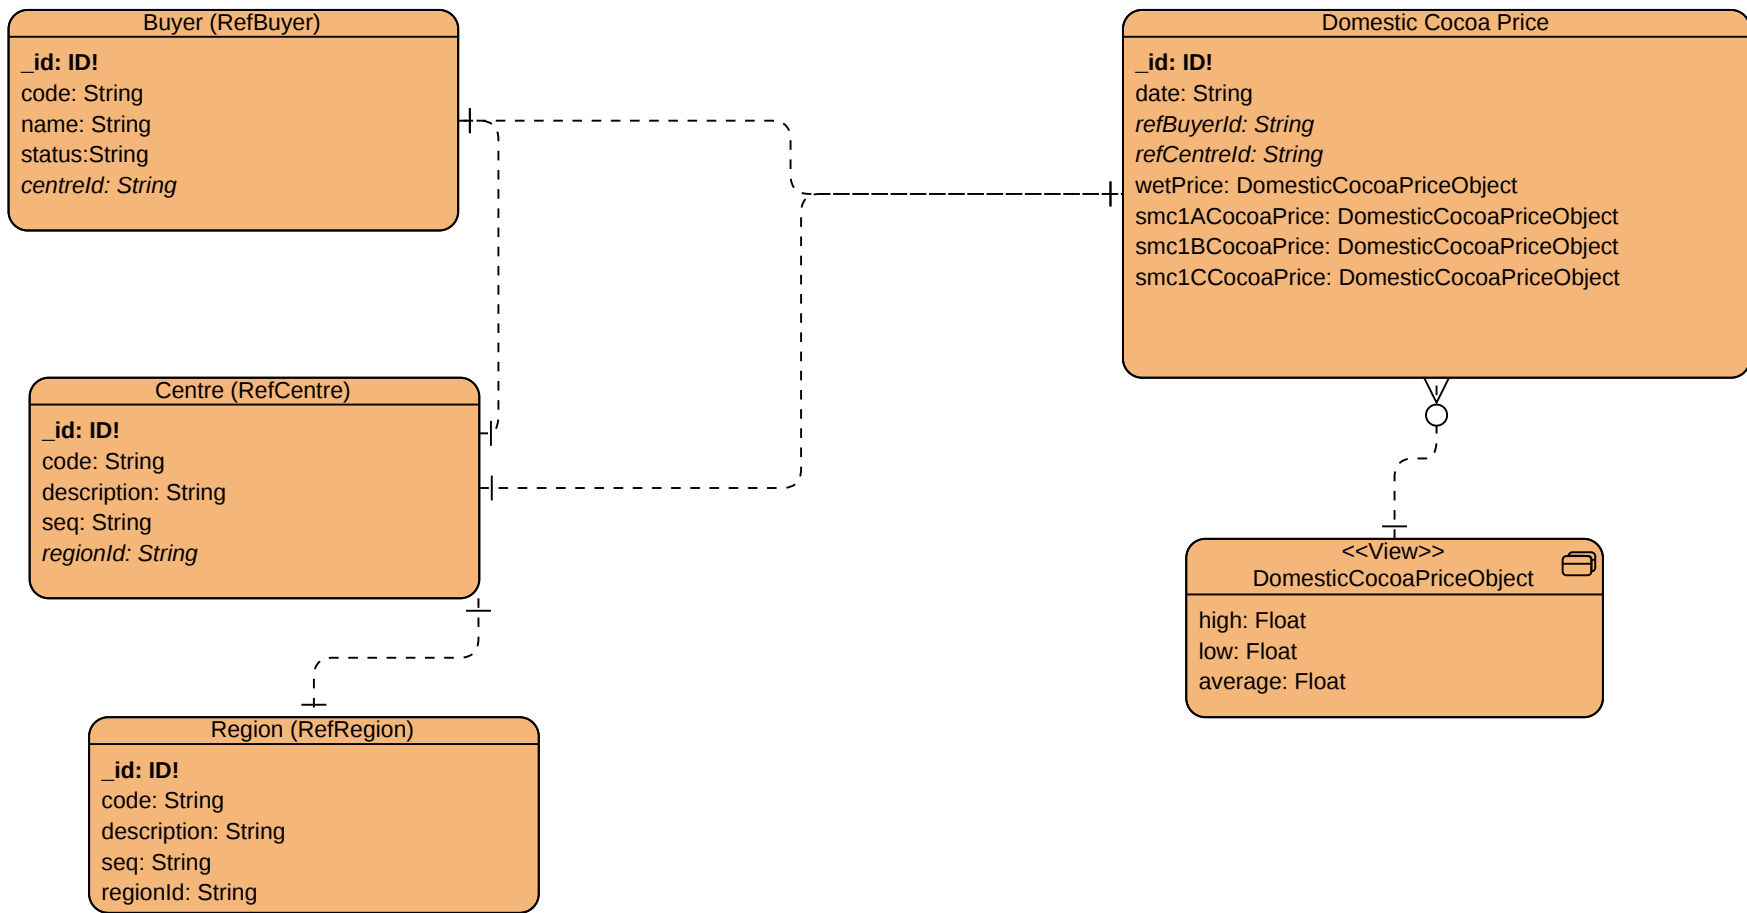 Buyer (RefBuyer)
_id: ID!
code: String
name: String
status:String
centreId: String
Domestic Cocoa Price
_id: ID!
date: String
refBuyerId: String
refCentreId: String
wetPrice: DomesticCocoaPriceObject
smc1ACocoaPrice: DomesticCocoaPriceObject
smc1BCocoaPrice: DomesticCocoaPriceObject
smc1CCocoaPrice: DomesticCocoaPriceObject
Centre (RefCentre)
_id: ID!
code: String
description: String
seq: String
regionId: String
<<View>>
DomesticCocoaPriceObject
high: Float
low: Float
average: Float
Region (RefRegion)
_id: ID!
code: String
description: String
seq: String
regionId: String